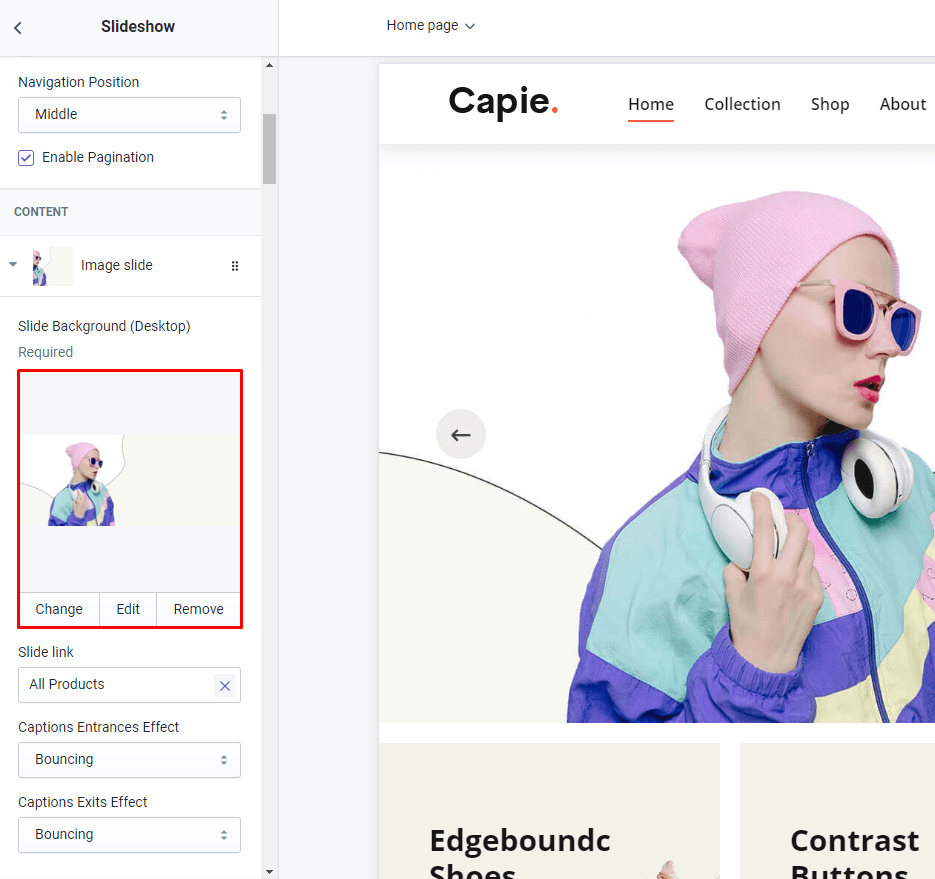 Slideshow
Home page
Navigation Position
Middle
Enable Pagination
CONTENT
Image slide
Slide Background (Desktop)
Required
Change Edit Remove
Slide link
All Products
Captions Entrances Effect
Bouncing
Captions Exits Effect
Bouncing
Capie.
Home Collection Shop About
Edgeboundc
Shoes
Contrast
Buttons